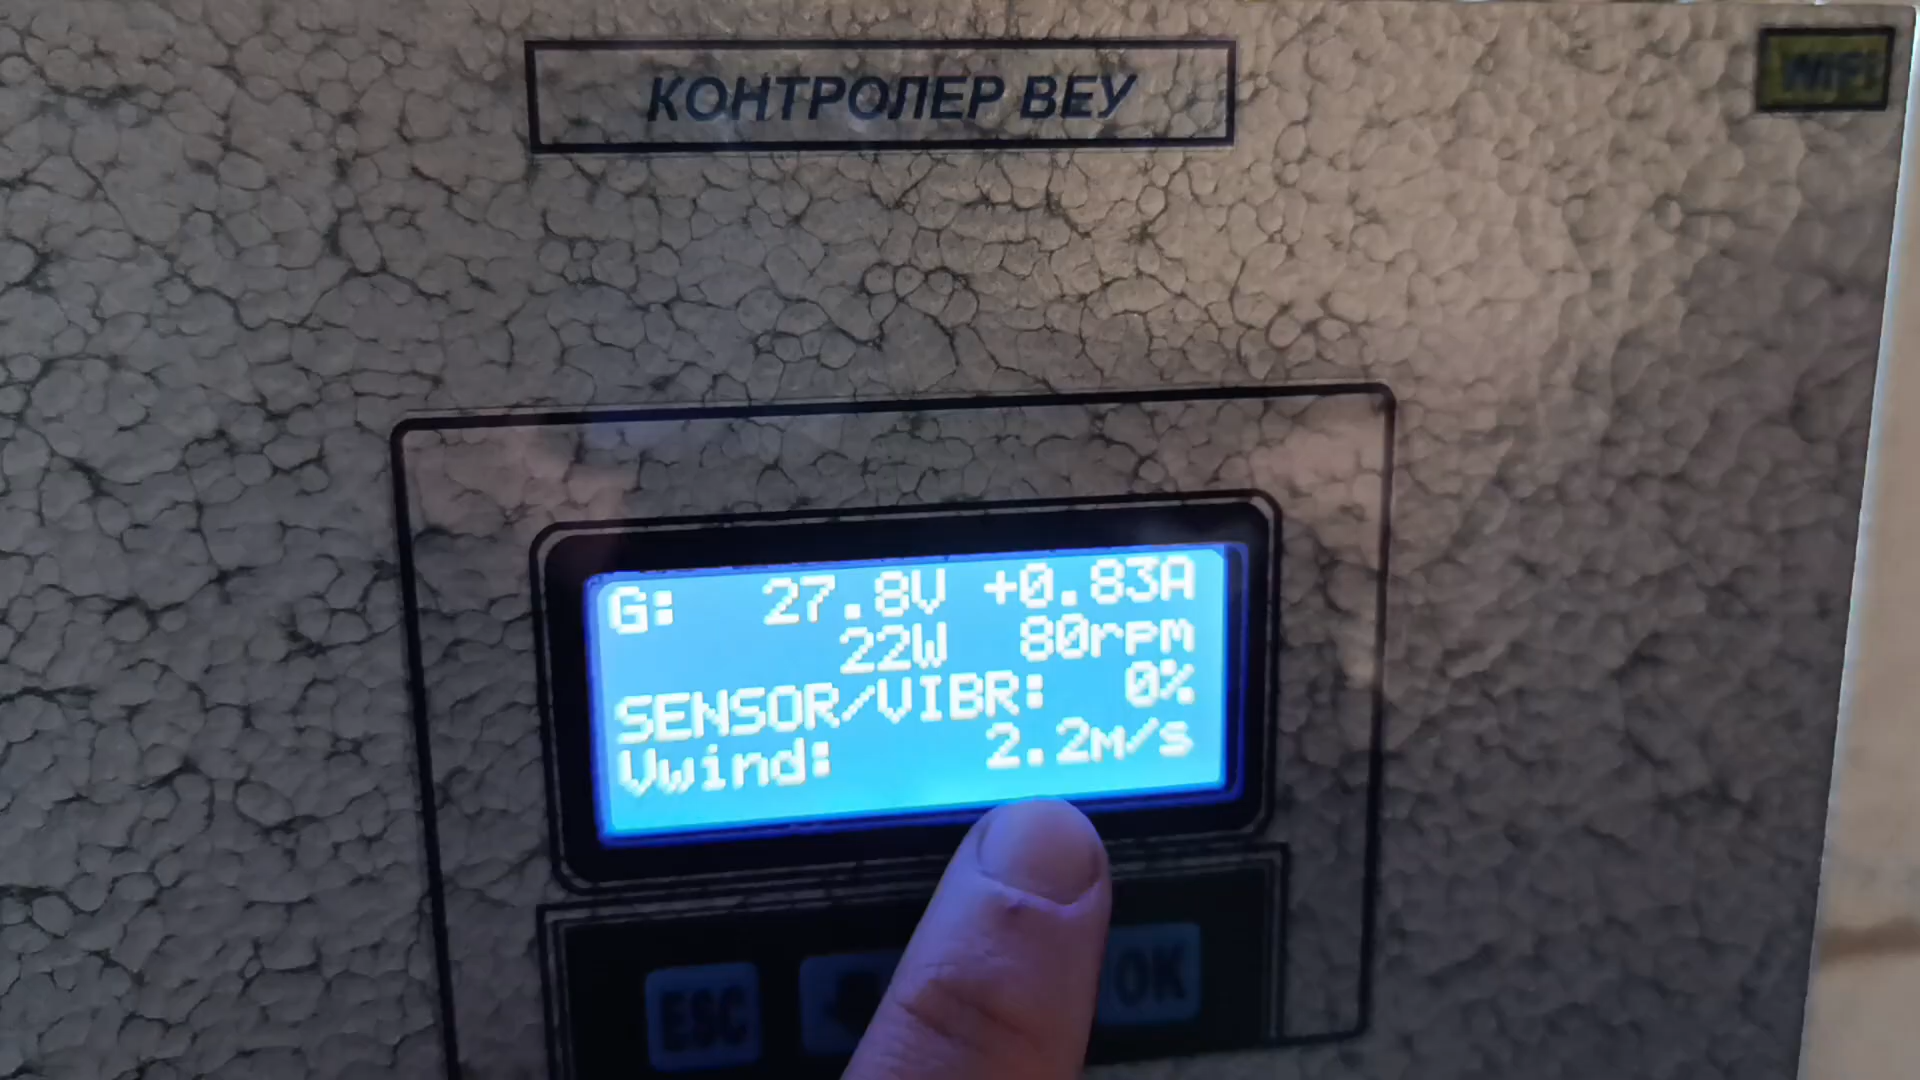 КОНТРОЛЕР ВЕУ
WIFI
G: 27.8V +0.83A
22W 80rpm
SENSOR/VIBR: 0%
Vwind: 2.2м/s
ESC
OK